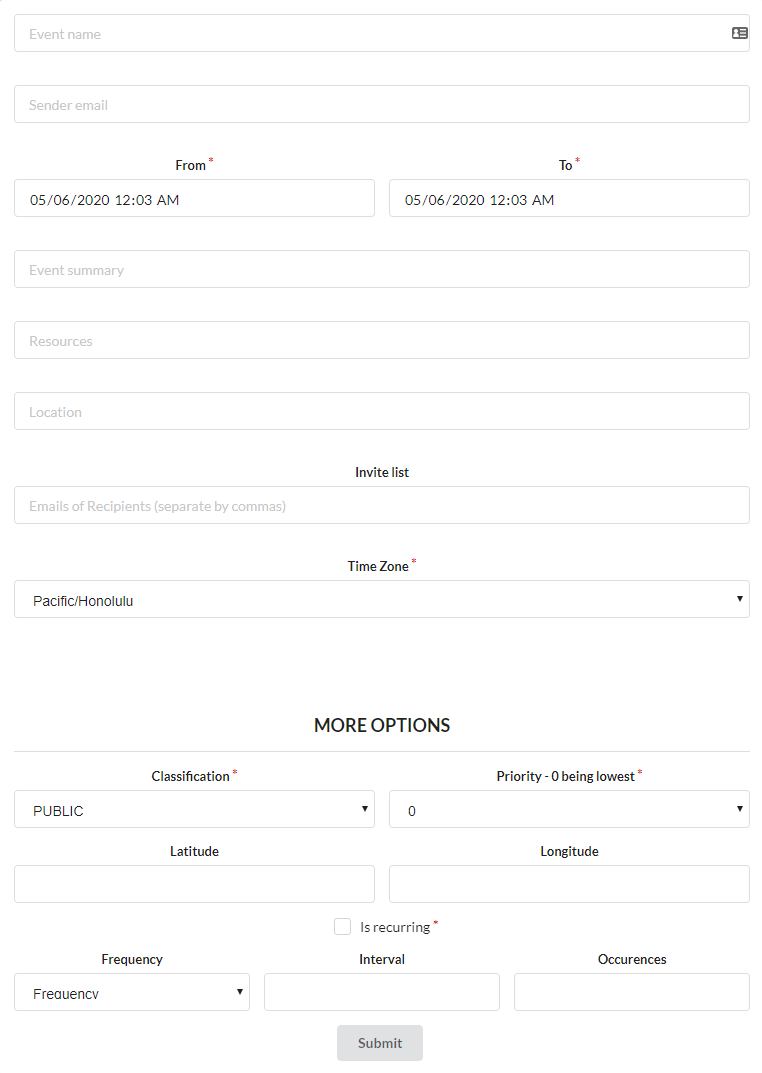 Event name
Sender email
From * To *
05/06/2020 12:03 AM 05/06/2020 12:03 AM
Event summary
Resources
Location
Invite list
Emails of Recipients (separate by commas)
Time Zone *
Pacific/Honolulu
MORE OPTIONS
Classification * Priority - 0 being lowest *
PUBLIC 0
Latitude Longitude
Is recurring *
Frequency Interval Occurences
Frequency
Submit